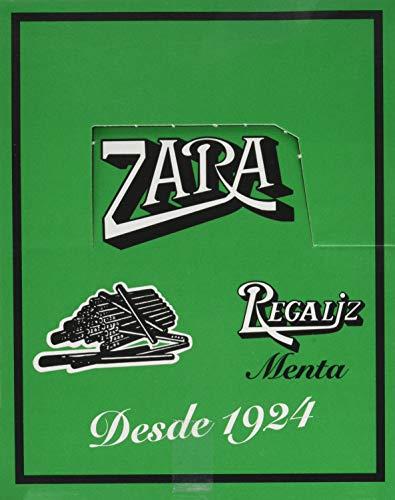 ZARA
REGALIZ
Menta
Desde 1924